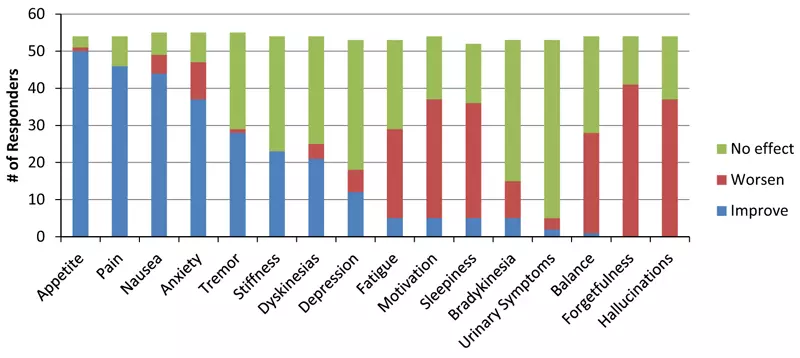 60
50
40
30
20
10
0
# of Responders
No effect
Worsen
Improve
Appetite
Pain
Nausea
Anxiety
Tremor
Stiffness
Dyskinesias
Depression
Fatigue
Motivation
Sleepiness
Bradykinesia
Urinary Symptoms
Balance
Forgetfulness
Hallucinations